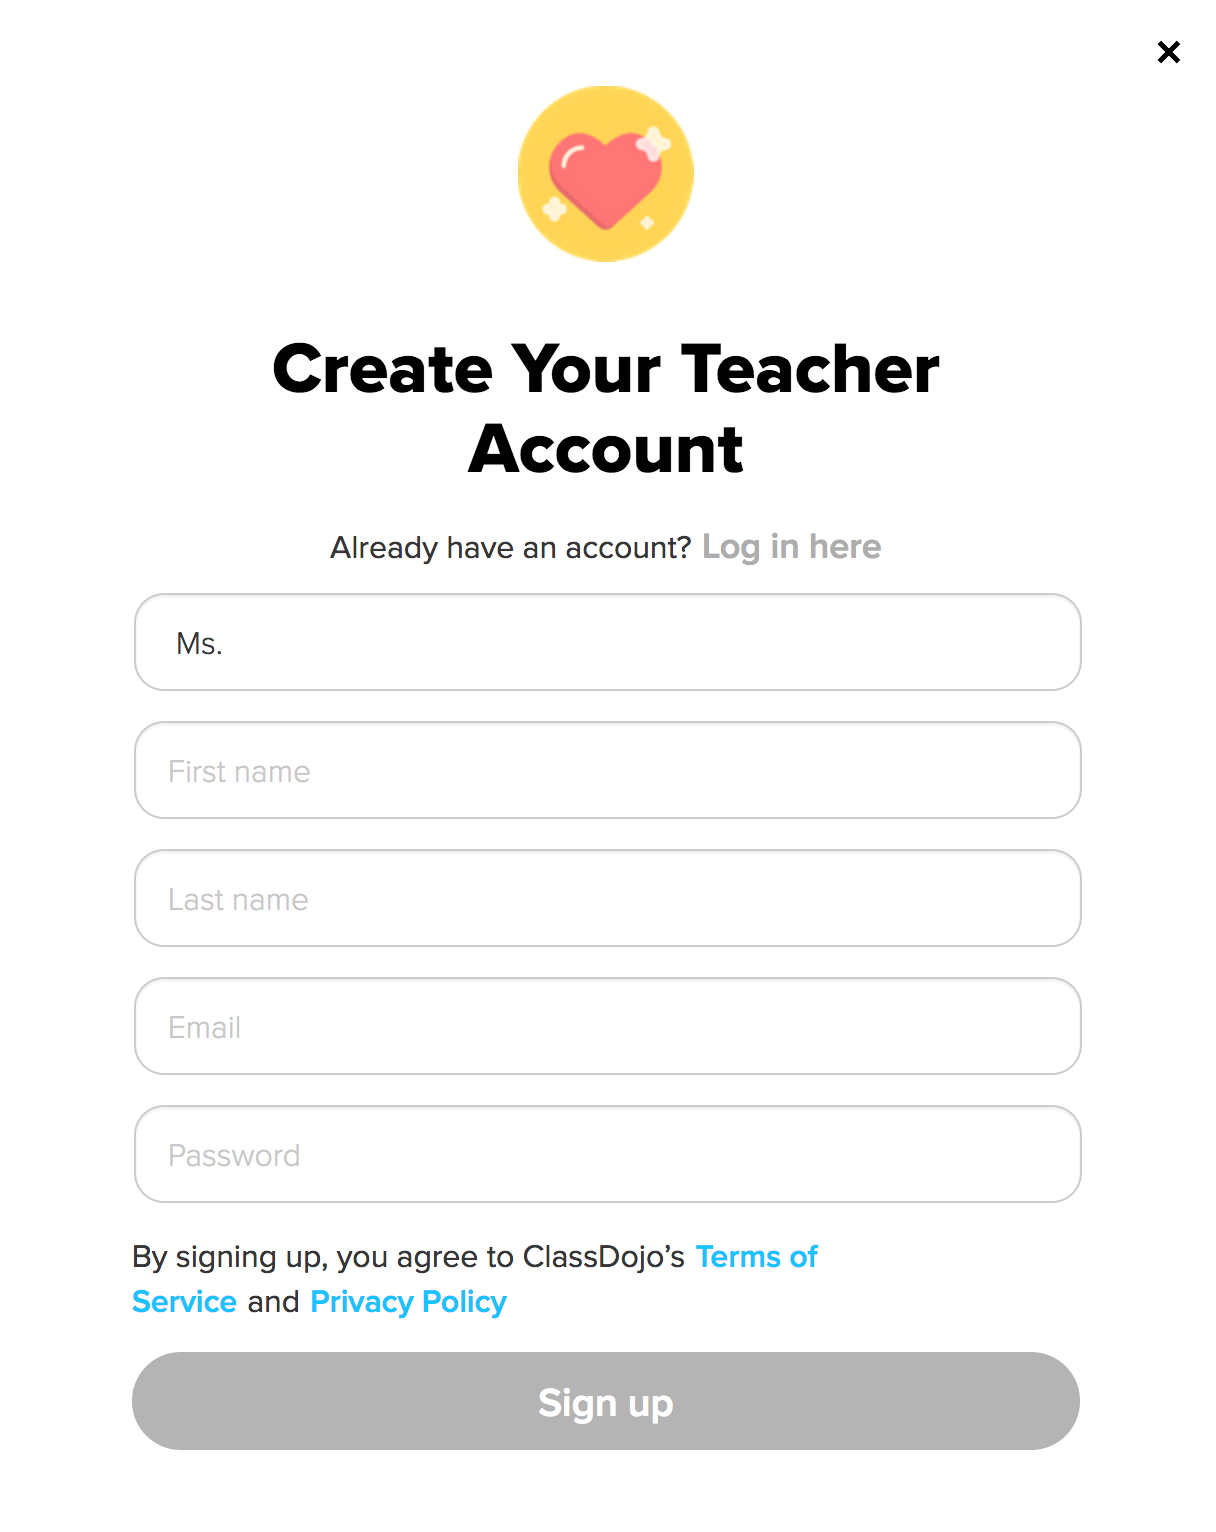 Create Your Teacher
Account
Already have an account? Log in here
Ms.
First name
Last name
Email
Password
By signing up, you agree to ClassDojo’s Terms of
Service and Privacy Policy
Sign up